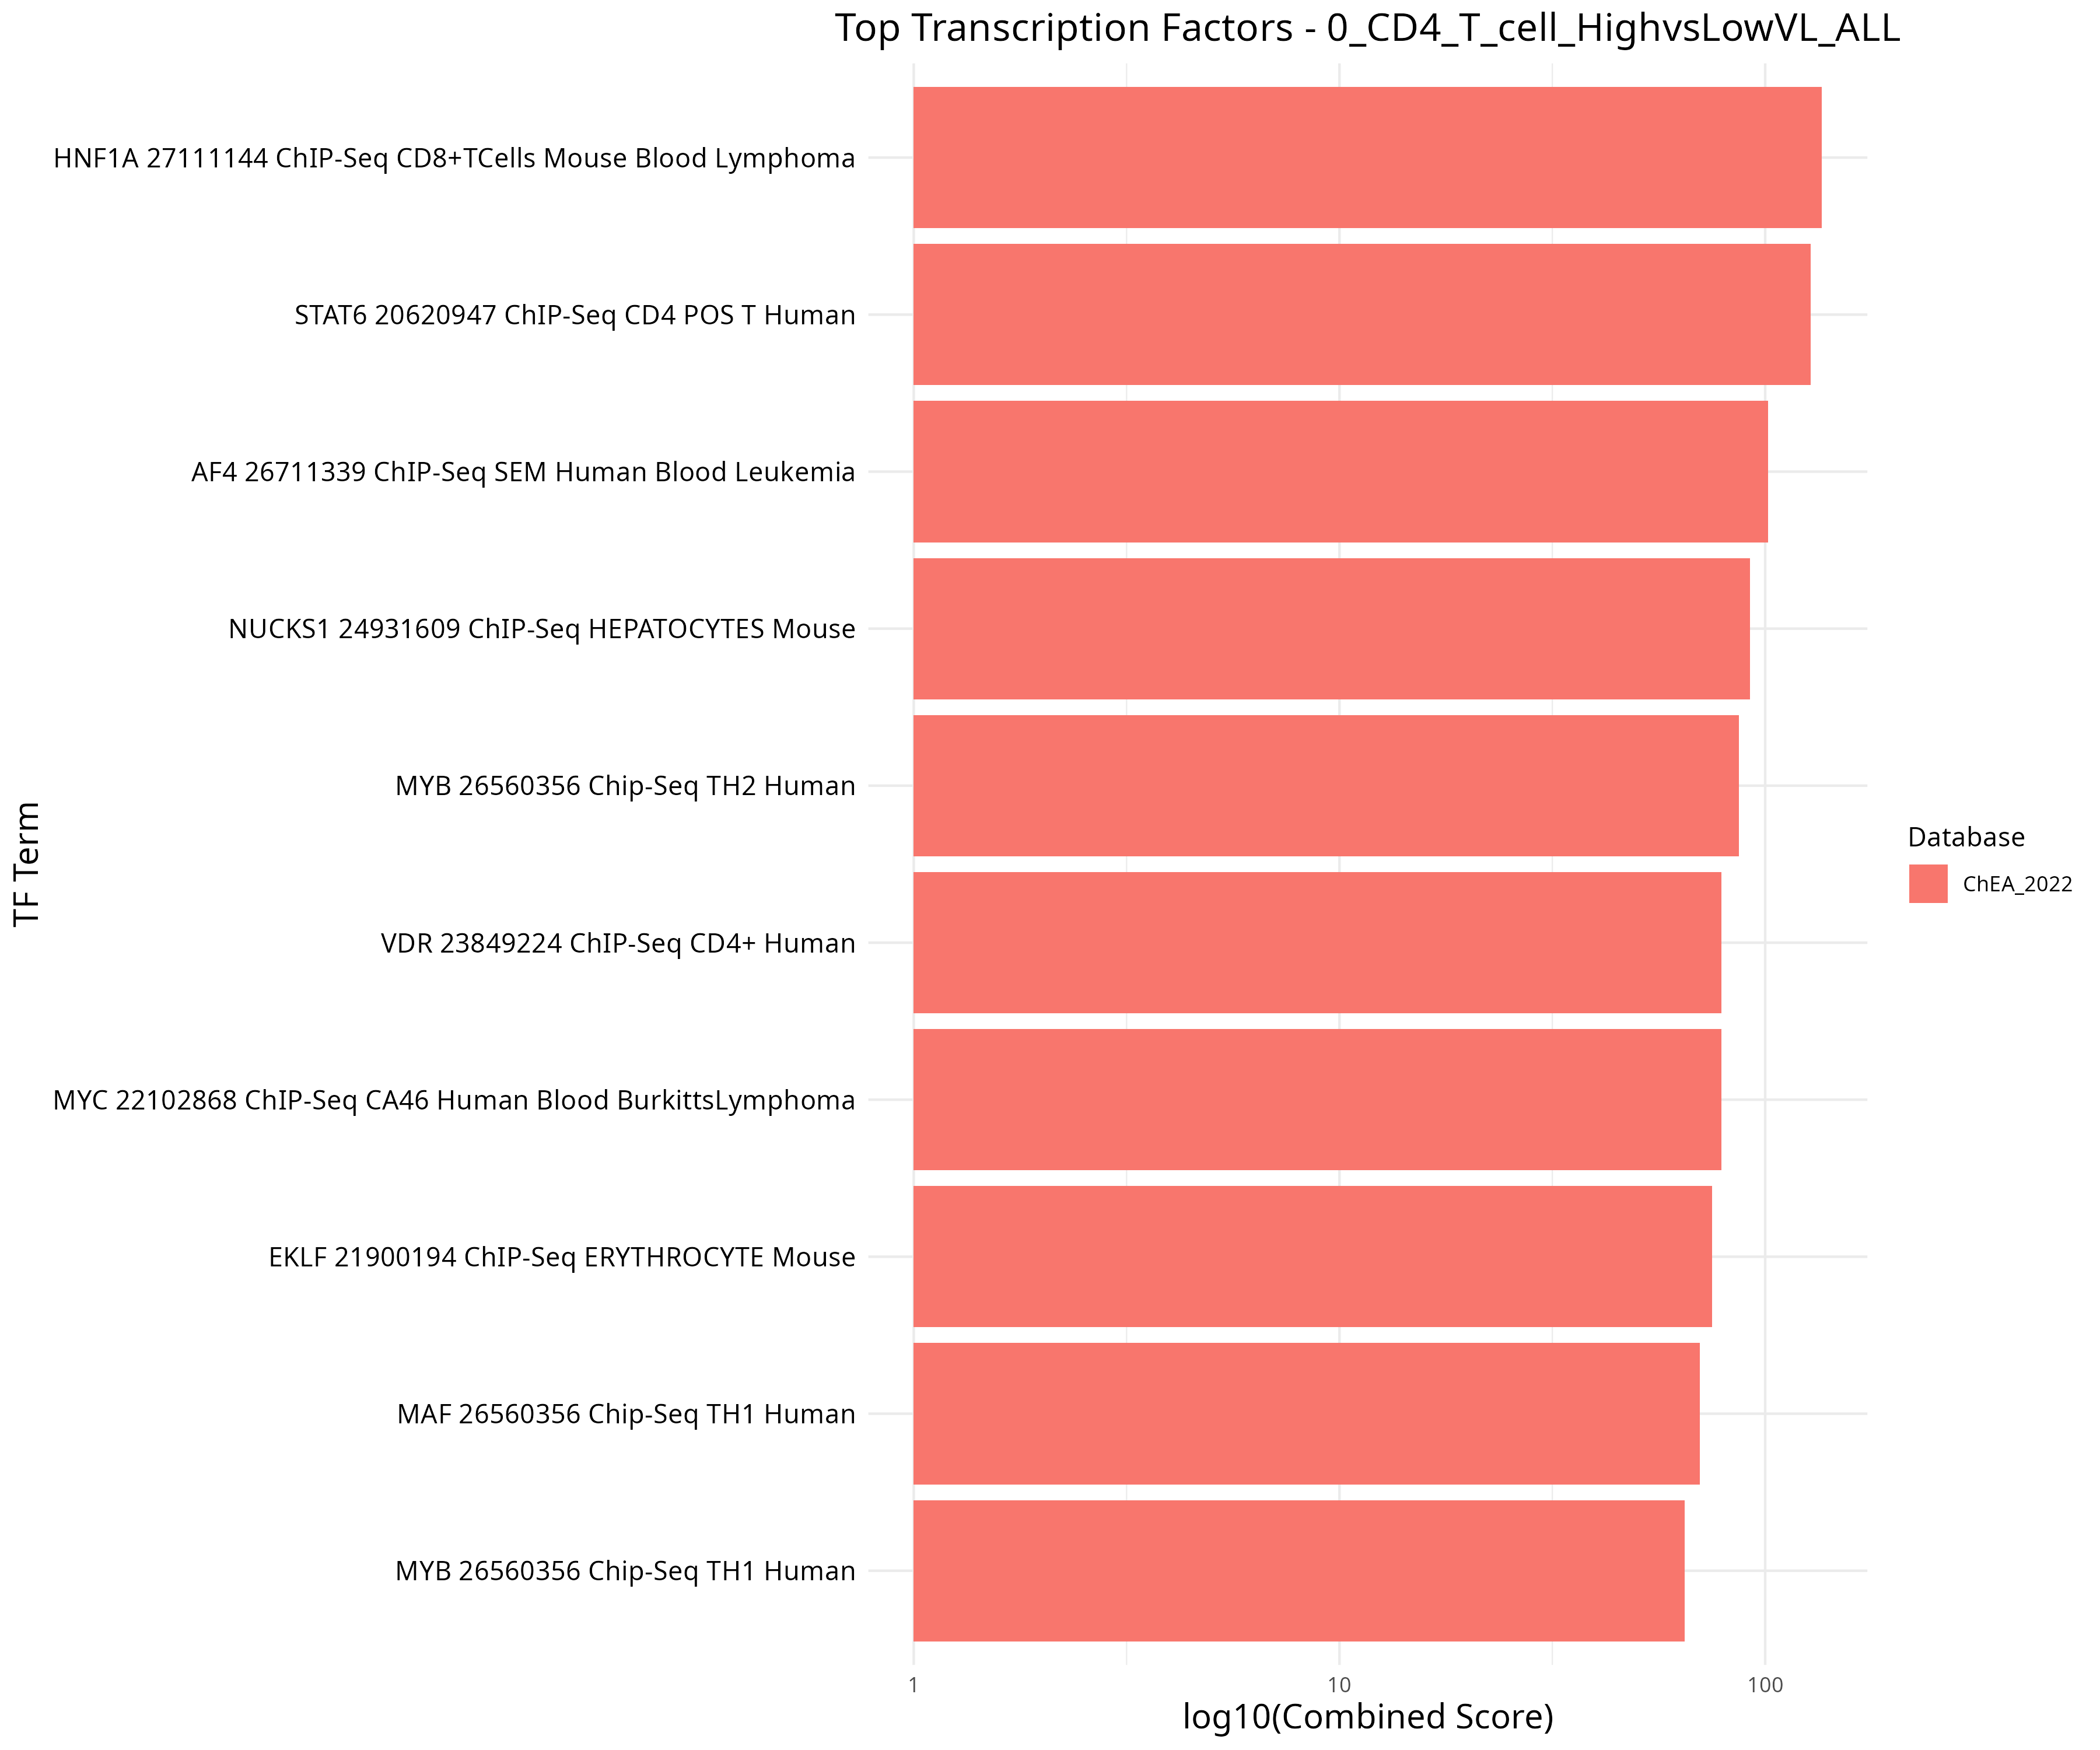 Top Transcription Factors - 0_CD4_T_cell_HighvsLowVL_ALL
HNF1A 27111144 ChIP-Seq CD8+TCells Mouse Blood Lymphoma
STAT6 20620947 ChIP-Seq CD4 POS T Human
AF4 26711339 ChIP-Seq SEM Human Blood Leukemia
NUCKS1 24931609 ChIP-Seq HEPATOCYTES Mouse
MYB 26560356 Chip-Seq TH2 Human
VDR 23849224 ChIP-Seq CD4+ Human
MYC 22102868 ChIP-Seq CA46 Human Blood BurkittsLymphoma
EKLF 21900194 ChIP-Seq ERYTHROCYTE Mouse
MAF 26560356 Chip-Seq TH1 Human
MYB 26560356 Chip-Seq TH1 Human
TF Term
1 10 100
log10(Combined Score)
Database
ChEA_2022